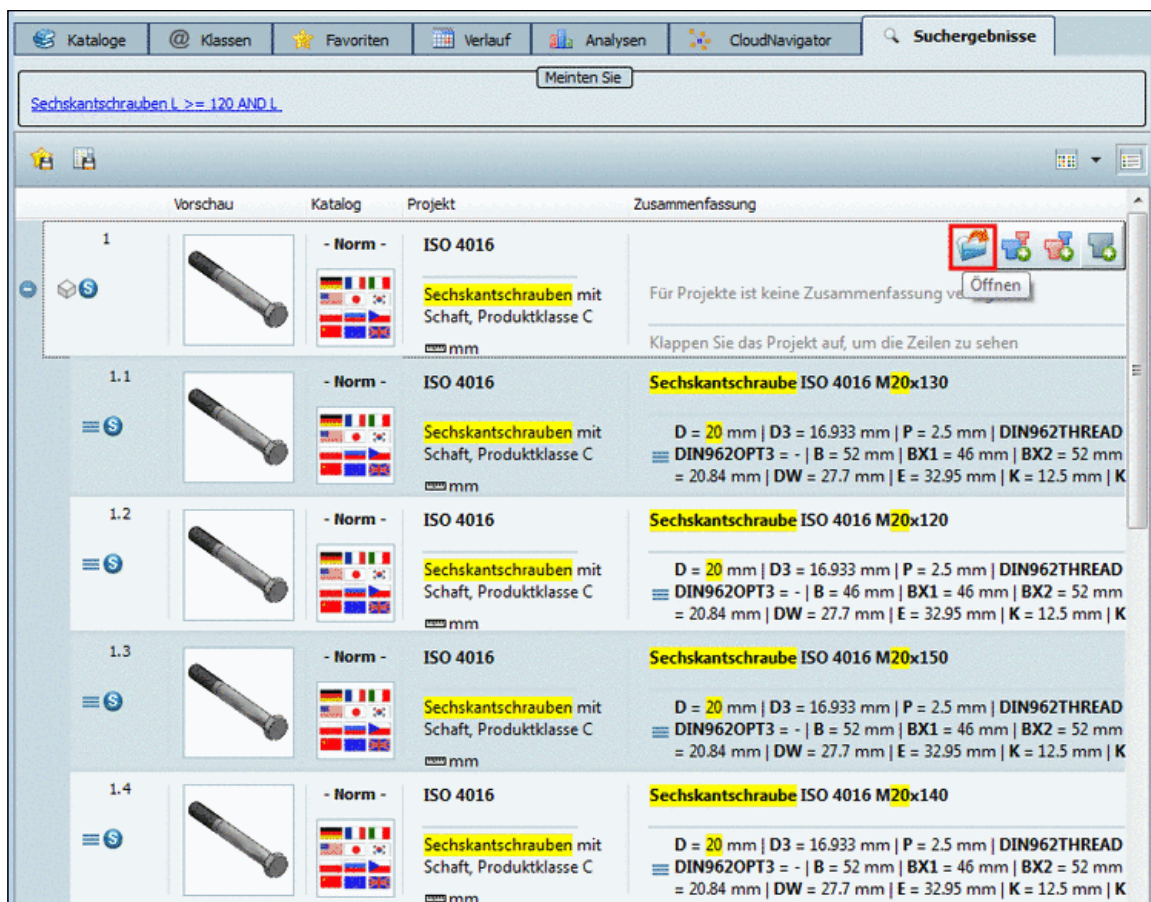 Kataloge @ Klassen Favoriten Verlauf Analysen CloudNavigator Suchergebnisse
Meinten Sie
Sechskantschrauben L >= 120 AND L
Vorschau Katalog Projekt Zusammenfassung
1 - Norm - ISO 4016
S
Öffnen
Sechskantschrauben mit Für Projekte ist keine Zusammenfassung
Schaft, Produktklasse C
mm Klappen Sie das Projekt auf, um die Zeilen zu sehen
1.1 - Norm - ISO 4016 Sechskantschraube ISO 4016 M20x130
S Sechskantschrauben mit D = 20 mm | D3 = 16.933 mm | P = 2.5 mm | DIN962THREAD
Schaft, Produktklasse C DIN962OPT3 = - | B = 52 mm | BX1 = 46 mm | BX2 = 52 mm
mm = 20.84 mm | DW = 27.7 mm | E = 32.95 mm | K = 12.5 mm | K
1.2 - Norm - ISO 4016 Sechskantschraube ISO 4016 M20x120
S Sechskantschrauben mit D = 20 mm | D3 = 16.933 mm | P = 2.5 mm | DIN962THREAD
Schaft, Produktklasse C DIN962OPT3 = - | B = 46 mm | BX1 = 46 mm | BX2 = 52 mm
mm = 20.84 mm | DW = 27.7 mm | E = 32.95 mm | K = 12.5 mm | K
1.3 - Norm - ISO 4016 Sechskantschraube ISO 4016 M20x150
S Sechskantschrauben mit D = 20 mm | D3 = 16.933 mm | P = 2.5 mm | DIN962THREAD
Schaft, Produktklasse C DIN962OPT3 = - | B = 52 mm | BX1 = 46 mm | BX2 = 52 mm
mm = 20.84 mm | DW = 27.7 mm | E = 32.95 mm | K = 12.5 mm | K
1.4 - Norm - ISO 4016 Sechskantschraube ISO 4016 M20x140
S Sechskantschrauben mit D = 20 mm | D3 = 16.933 mm | P = 2.5 mm | DIN962THREAD
Schaft, Produktklasse C DIN962OPT3 = - | B = 52 mm | BX1 = 46 mm | BX2 = 52 mm
mm = 20.84 mm | DW = 27.7 mm | E = 32.95 mm | K = 12.5 mm | K